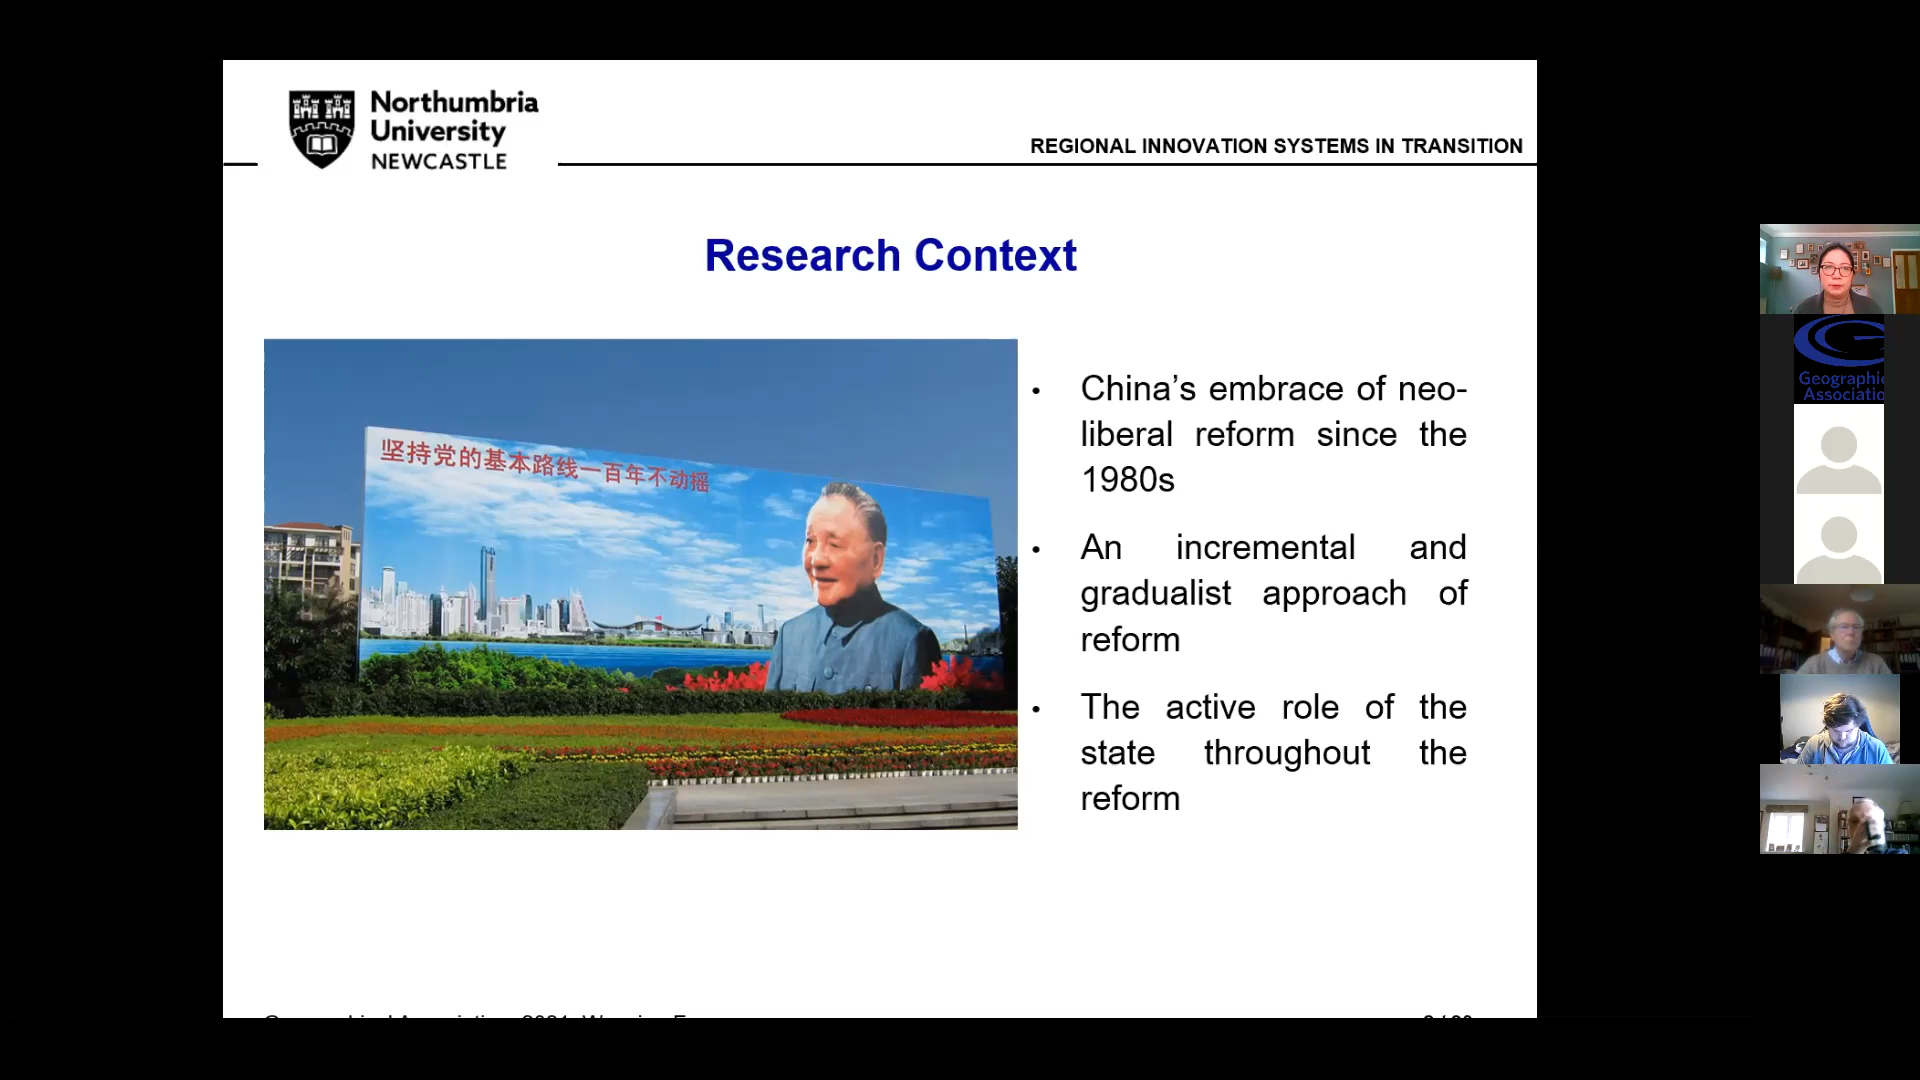 Northumbria
University
NEWCASTLE
REGIONAL INNOVATION SYSTEMS IN TRANSITION
Research Context
坚持党的基本路线一百年不动摇
• China’s embrace of neo-
liberal reform since the
1980s
• An incremental and
gradualist approach of
reform
• The active role of the
state throughout the
reform
Geographic
Associatio